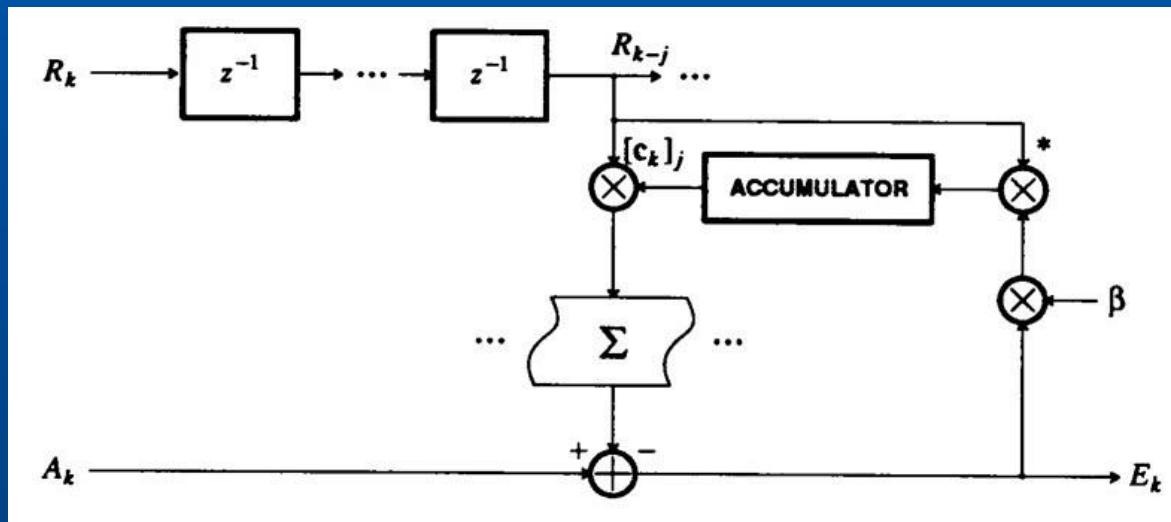 R_{k-j}
R_k z^{-1} ... z^{-1} ...
*
[c_k]_j
ACCUMULATOR
β
... Σ ...
+ −
A_k E_k